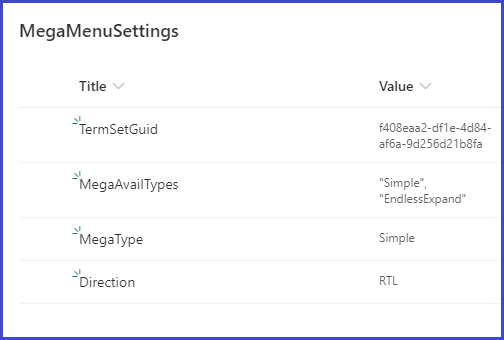 MegaMenuSettings
Title Value
TermSetGuid f408eaa2-df1e-4d84-
af6a-9d256d21b8fa
MegaAvailTypes "Simple",
"EndlessExpand"
MegaType Simple
Direction RTL